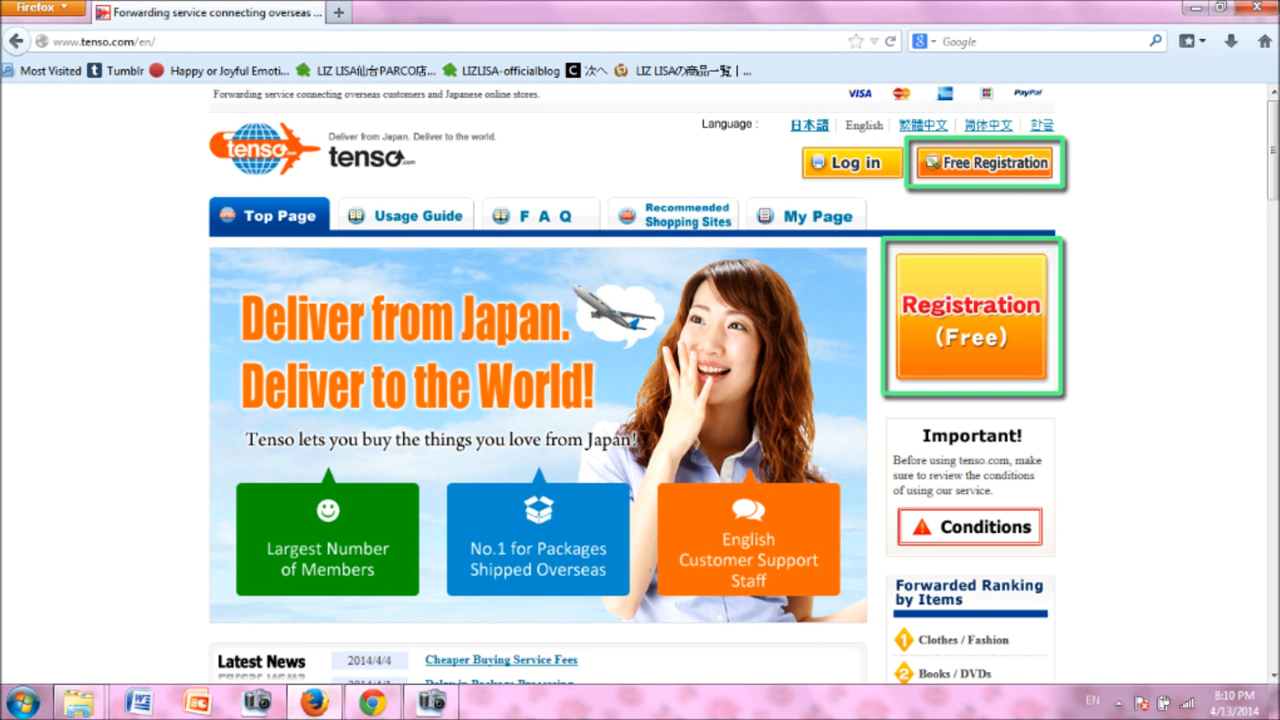 Firefox
Forwarding service connecting overseas ...
www.tenso.com/en/
Google
Most Visited
Tumblr
Happy or Joyful Emoti...
LIZ LISA仙台PARCO店...
LIZLISA-officialblog
次へ
LIZ LISAの商品一覧 | ...
Forwarding service connecting overseas customers and Japanese online stores.
VISA
PayPal
Language :
日本語
English
繁體中文
简体中文
한글
tenso.com
Deliver from Japan. Deliver to the world.
tenso.com
Log in
Free Registration
Top Page
Usage Guide
F A Q
Recommended
Shopping Sites
My Page
Deliver from Japan.
Deliver to the World!
Tenso lets you buy the things you love from Japan!
Largest Number
of Members
No.1 for Packages
Shipped Overseas
English
Customer Support
Staff
Registration
(Free)
Important!
Before using tenso.com, make
sure to review the conditions
of using our service.
Conditions
Forwarded Ranking
by Items
1 Clothes / Fashion
2 Books / DVDs
Latest News
2014/4/4
Cheaper Buying Service Fees
EN
8:10 PM
4/13/2014